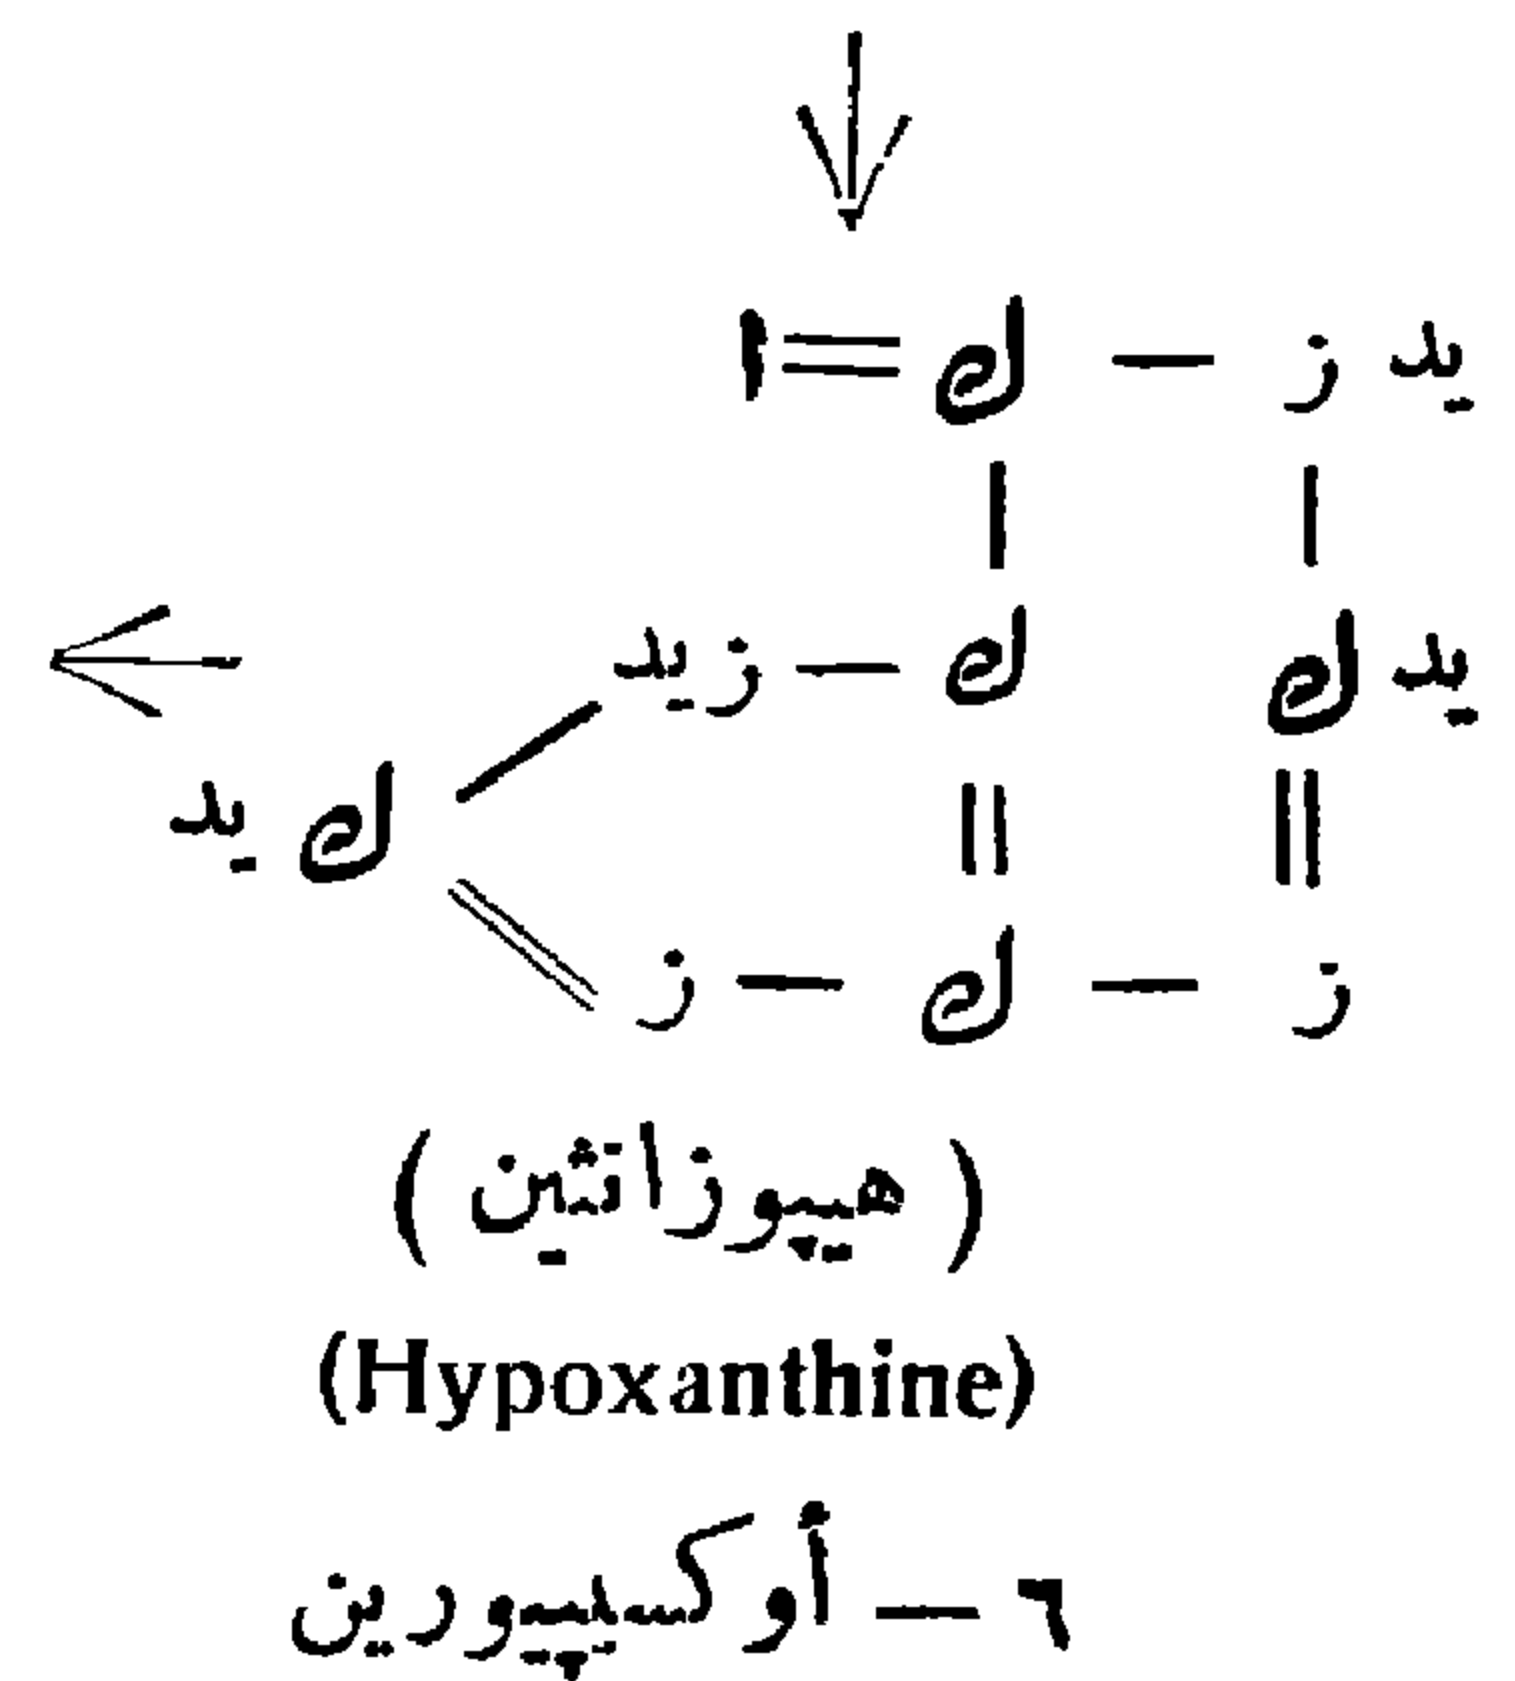 يد ز — ك = ا
يد ك ك — زيد
ك يد
ز — ك — ز
( هيپوزانثين )
(Hypoxanthine)
٦ — أوكسيپورين